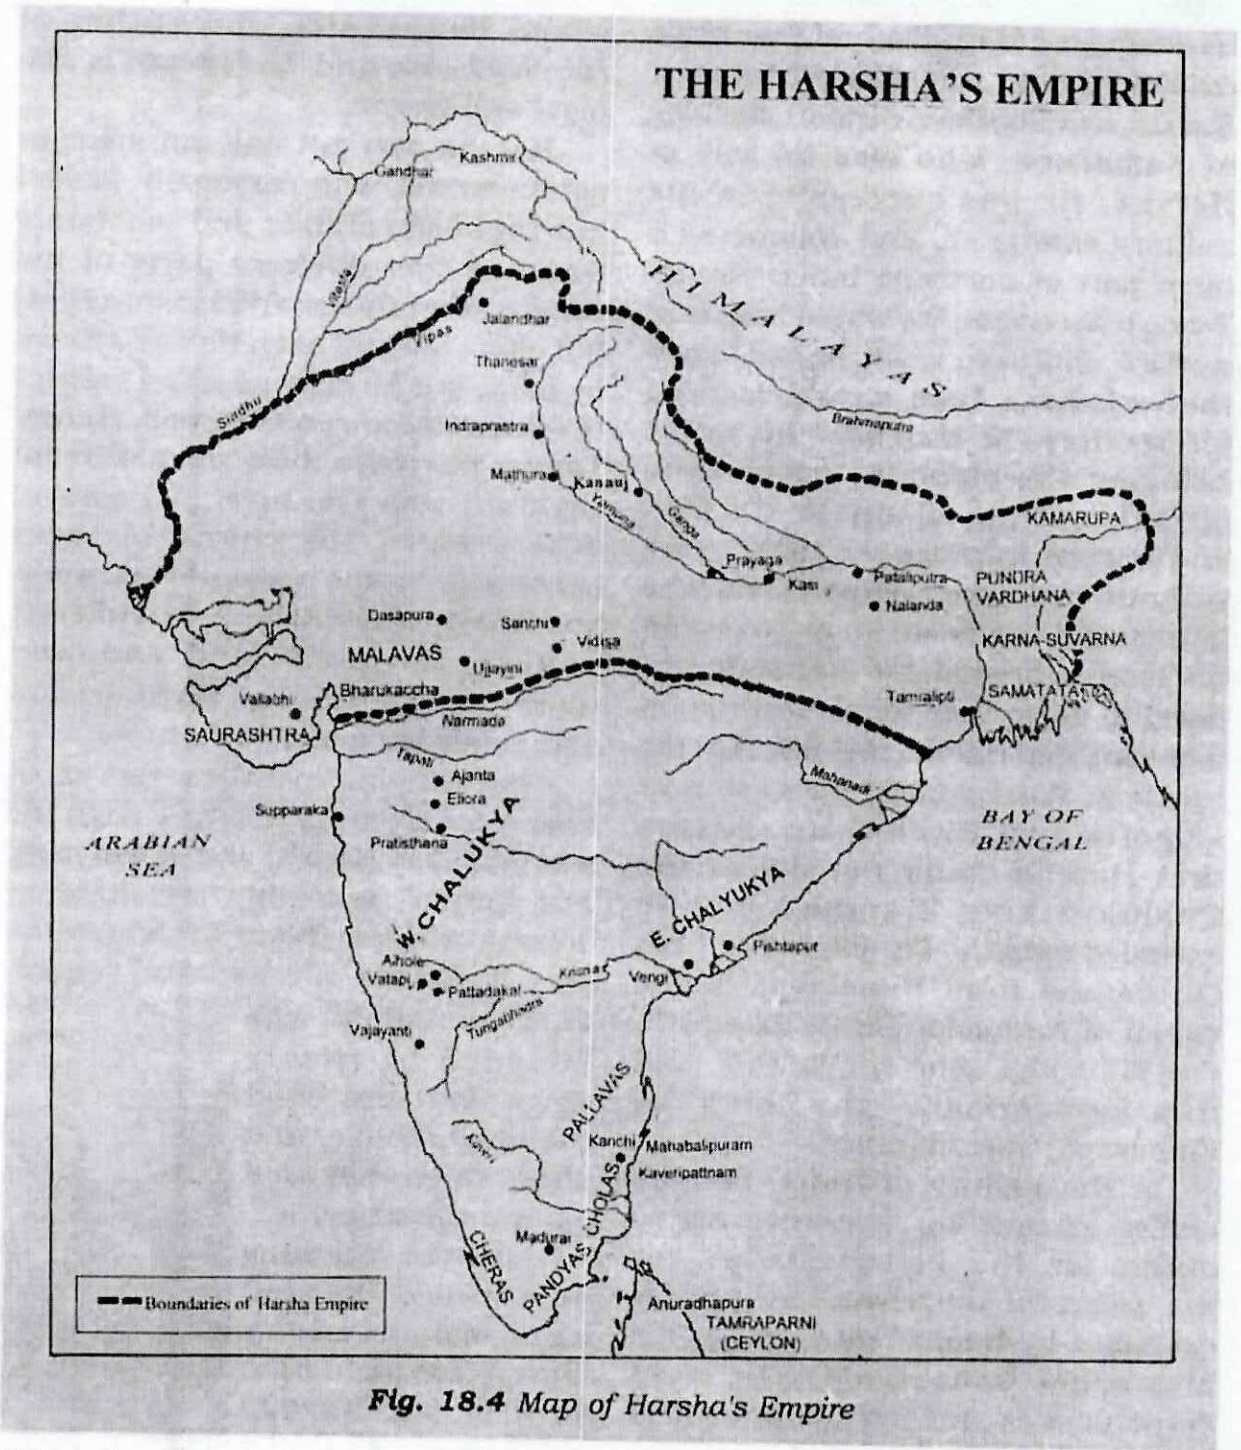 THE HARSHA'S EMPIRE
Kashmir
Gandhar
HIMALAYAS
Vitasta
Jalandhar
Vipas
Thanesar
Sindhu
Brahmaputra
Indraprastra
Mathura
Kanauj
Yamuna
Ganga
KAMARUPA
Prayaga
Kasi
Pataliputra
PUNDRA
VARDHANA
Nalanda
Dasapura
Sanchi
Vidisa
KARNA-SUVARNA
MALAVAS
Ujjayini
Bharukaccha
Vallabhi
Tamralipti
SAMATATA
Narmada
SAURASHTRA
Tapati
Ajanta
Mahanadi
Ellora
Supparaka
Pratisthana
ARABIAN
SEA
BAY OF
BENGAL
W. CHALUKYA
E. CHALYUKYA
Pishtapur
Aihole
Vatapi
Pattadakal
Krishna
Vengi
Tungabhadra
Vajayanti
PALLAVAS
Kaveri
Kanchi
Mahabalipuram
Kaveripattnam
CHOLAS
Madurai
CHERAS
PANDYAS
Boundaries of Harsha Empire
Anuradhapura
TAMRAPARNI
(CEYLON)
Fig. 18.4 Map of Harsha's Empire